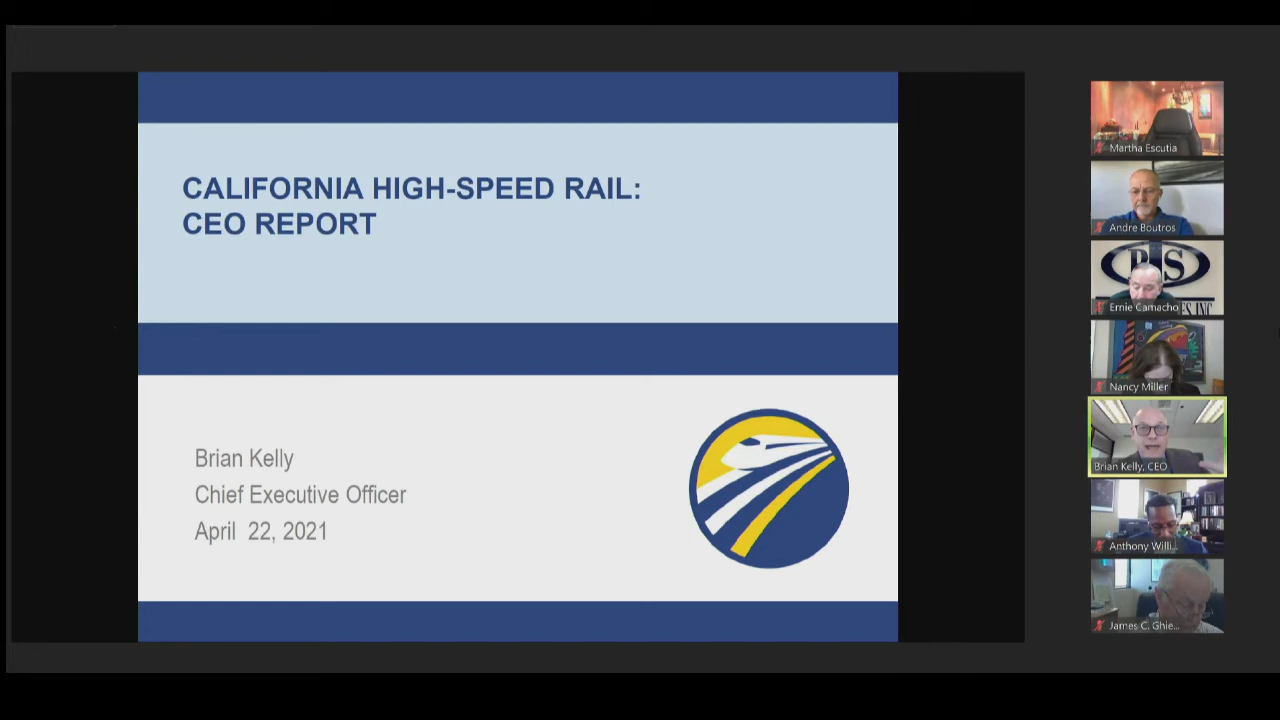 CALIFORNIA HIGH-SPEED RAIL:
CEO REPORT
Brian Kelly
Chief Executive Officer
April 22, 2021
Martha Escutia
Andre Boutros
Ernie Camacho
Nancy Miller
Brian Kelly, CEO
Anthony Willi...
James C. Ghie...